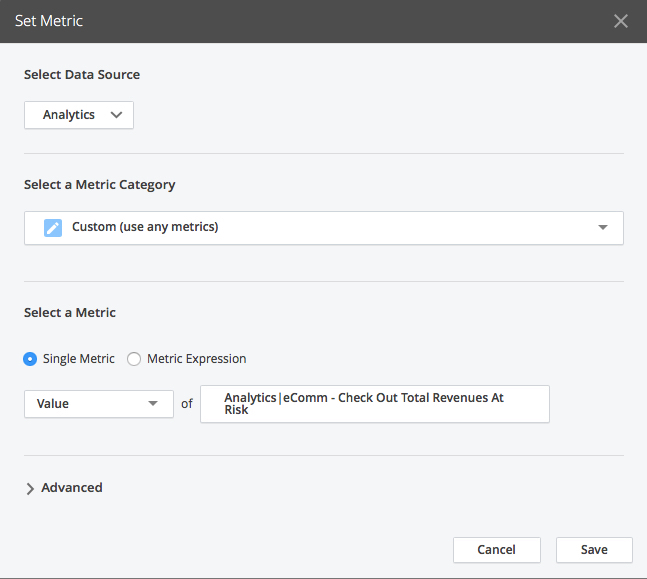 Set Metric
Select Data Source
Analytics
Select a Metric Category
Custom (use any metrics)
Select a Metric
Single Metric Metric Expression
Value of Analytics|eComm - Check Out Total Revenues At
Risk
Advanced
Cancel Save